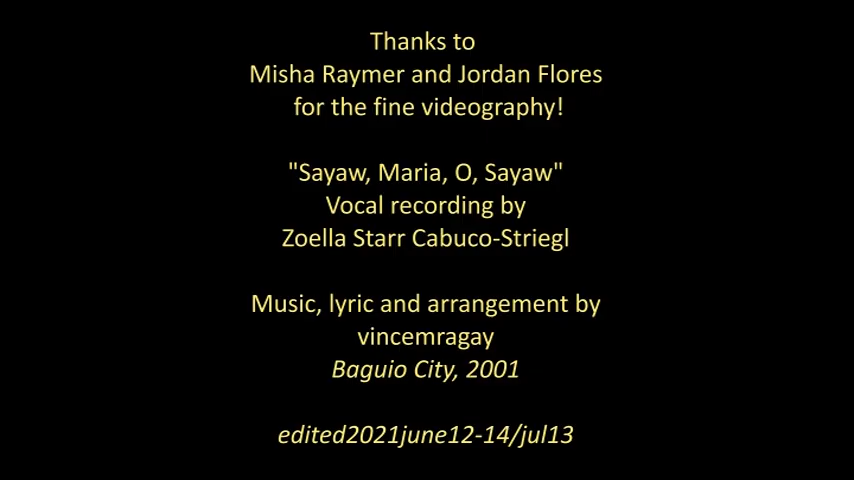 Thanks to
Misha Raymer and Jordan Flores
for the fine videography!
"Sayaw, Maria, O, Sayaw"
Vocal recording by
Zoella Starr Cabuco-Striegl
Music, lyric and arrangement by
vincemragay
Baguio City, 2001
edited2021june12-14/jul13